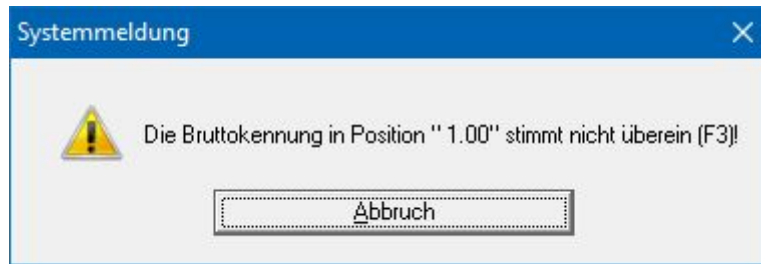 Systemmeldung
Die Bruttokennung in Position " 1.00" stimmt nicht überein (F3)!
Abbruch